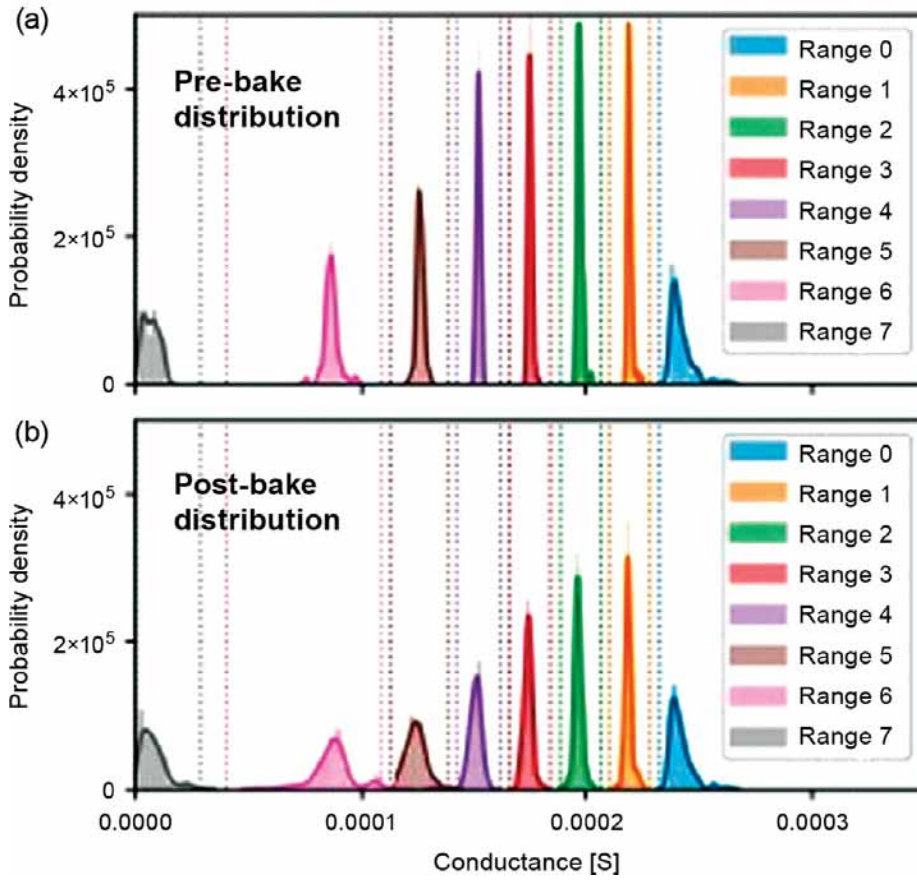 (a)
Pre-bake
distribution
Probability density
4×10⁵
2×10⁵
0
Range 0
Range 1
Range 2
Range 3
Range 4
Range 5
Range 6
Range 7
(b)
Post-bake
distribution
Probability density
4×10⁵
2×10⁵
0
Range 0
Range 1
Range 2
Range 3
Range 4
Range 5
Range 6
Range 7
0.0000 0.0001 0.0002 0.0003
Conductance [S]